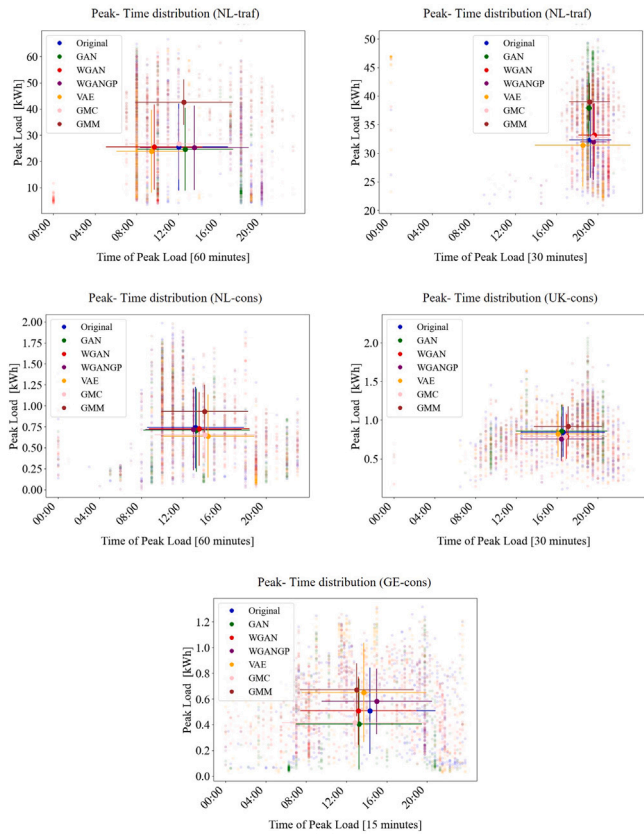 Peak- Time distribution (NL-traf)
Peak Load [kWh]
70
60
50
40
30
20
10
Original
GAN
WGAN
WGANGP
VAE
GMC
GMM
00:00
04:00
08:00
12:00
16:00
20:00
Time of Peak Load [60 minutes]
Peak- Time distribution (NL-traf)
Peak Load [kWh]
50
45
40
35
30
25
20
Original
GAN
WGAN
WGANGP
VAE
GMC
GMM
00:00
04:00
08:00
12:00
16:00
20:00
Time of Peak Load [30 minutes]
Peak- Time distribution (NL-cons)
Peak Load [kWh]
2.00
1.75
1.50
1.25
1.00
0.75
0.50
0.25
0.00
Original
GAN
WGAN
WGANGP
VAE
GMC
GMM
00:00
04:00
08:00
12:00
16:00
20:00
Time of Peak Load [60 minutes]
Peak- Time distribution (UK-cons)
Peak Load [kWh]
2.0
1.5
1.0
0.5
Original
GAN
WGAN
WGANGP
VAE
GMC
GMM
00:00
04:00
08:00
12:00
16:00
20:00
Time of Peak Load [30 minutes]
Peak- Time distribution (GE-cons)
Peak Load [kWh]
1.2
1.0
0.8
0.6
0.4
0.2
0.0
Original
GAN
WGAN
WGANGP
VAE
GMC
GMM
00:00
04:00
08:00
12:00
16:00
20:00
Time of Peak Load [15 minutes]